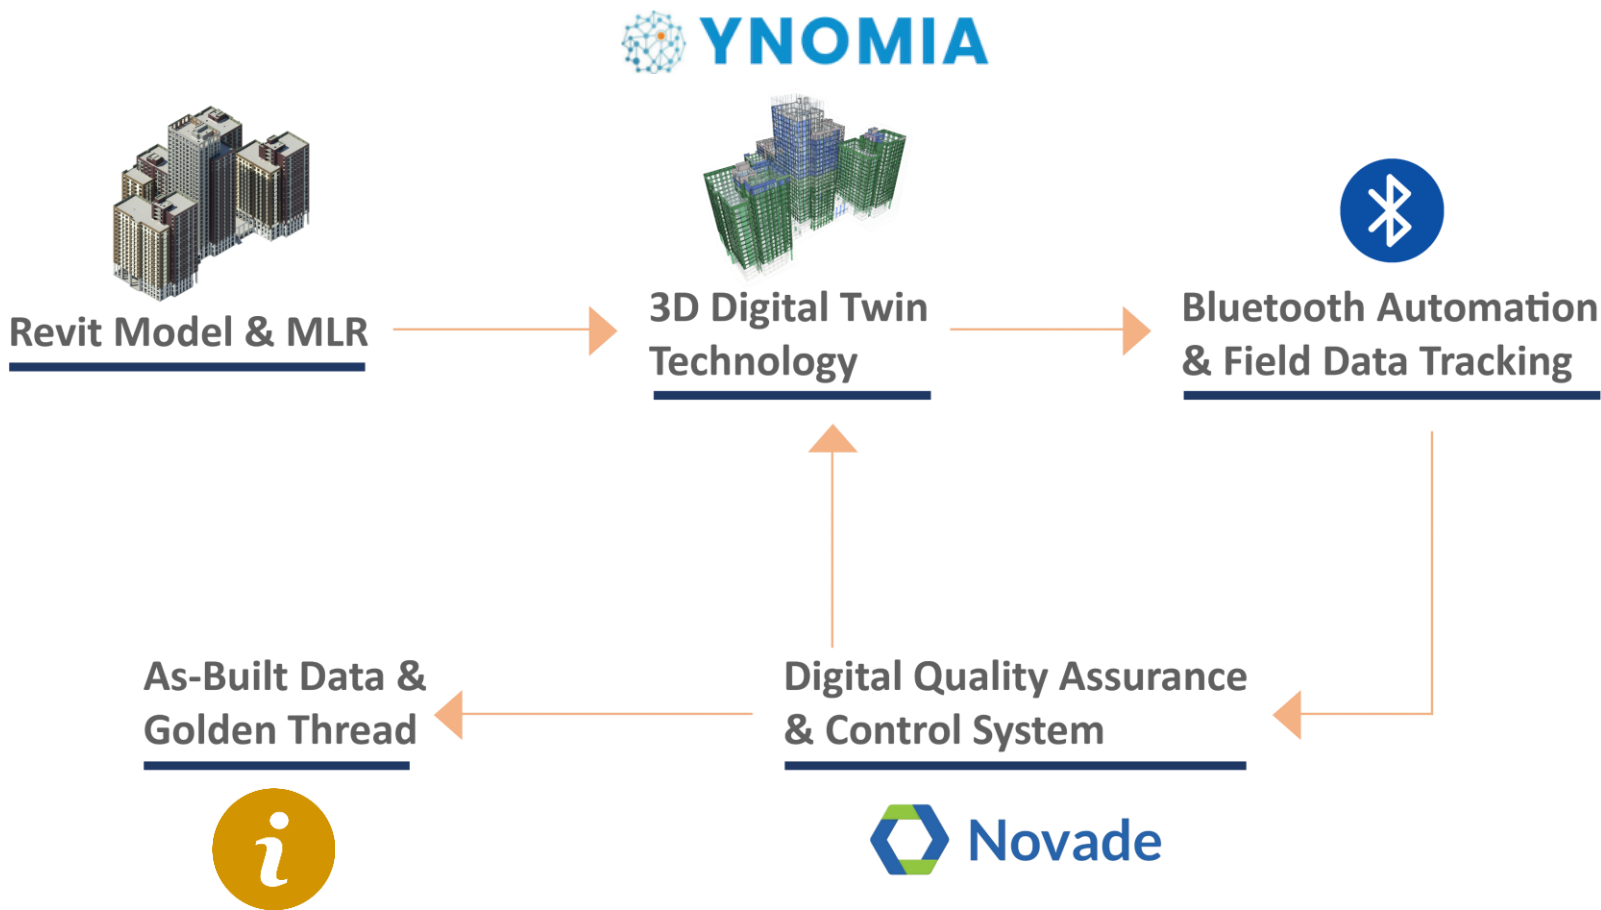 YNOMIA
Revit Model & MLR
3D Digital Twin
Technology
Bluetooth Automation
& Field Data Tracking
As-Built Data &
Golden Thread
Digital Quality Assurance
& Control System
i
Novade